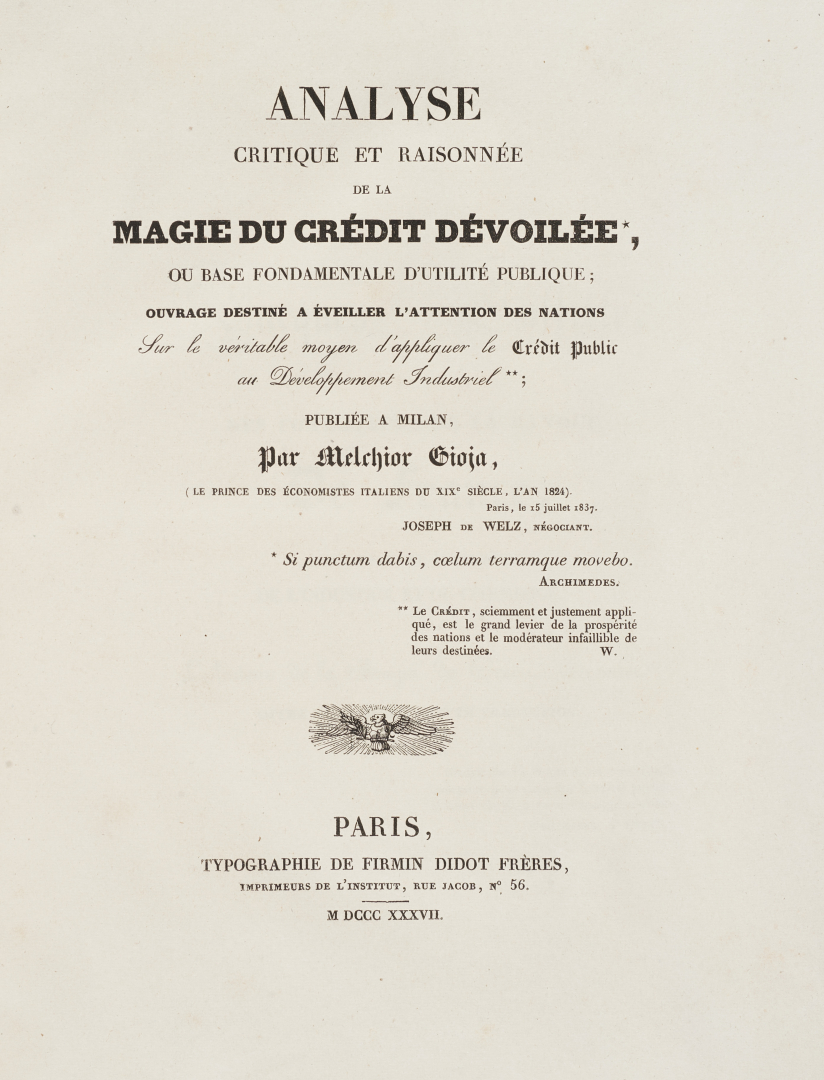 ANALYSE
CRITIQUE ET RAISONNÉE
DE LA
MAGIE DU CRÉDIT DÉVOILÉE*,
OU BASE FONDAMENTALE D'UTILITÉ PUBLIQUE;
OUVRAGE DESTINÉ A ÉVEILLER L'ATTENTION DES NATIONS
Sur le véritable moyen d'appliquer le Crédit Public
au Développement Industriel **;
PUBLIÉE A MILAN,
Par Melchior Gioja,
(LE PRINCE DES ÉCONOMISTES ITALIENS DU XIXe SIÈCLE, L'AN 1824).
Paris, le 15 juillet 1837.
JOSEPH DE WELZ, NÉGOCIANT.
* Si punctum dabis, cœlum terramque movebo.
ARCHIMEDES.
** Le CRÉDIT, sciemment et justement appli-
qué, est le grand levier de la prospérité
des nations et le modérateur infaillible de
leurs destinées. W.
PARIS,
TYPOGRAPHIE DE FIRMIN DIDOT FRÈRES,
IMPRIMEURS DE L'INSTITUT, RUE JACOB, No 56.
M DCCC XXXVII.